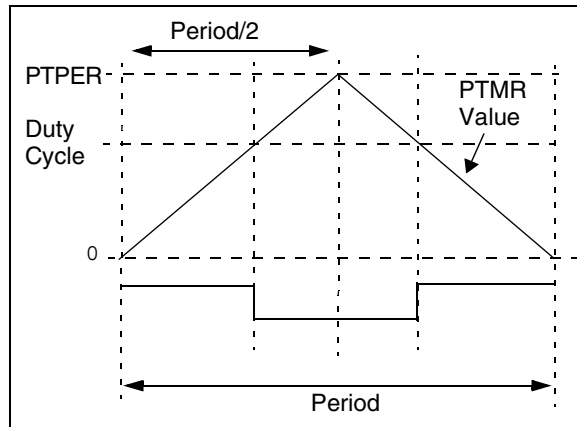 Period/2
PTPER
PTMR
Value
Duty
Cycle
0
Period